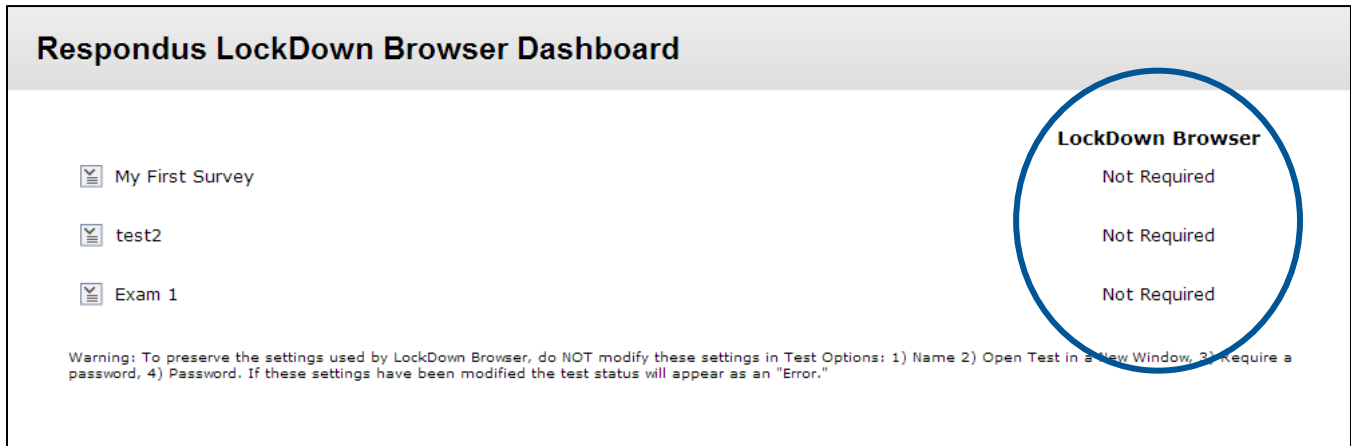 Respondus LockDown Browser Dashboard
LockDown Browser
My First Survey Not Required
test2 Not Required
Exam 1 Not Required
Warning: To preserve the settings used by LockDown Browser, do NOT modify these settings in Test Options: 1) Name 2) Open Test in a New Window, 3) Require a
password, 4) Password. If these settings have been modified the test status will appear as an "Error."